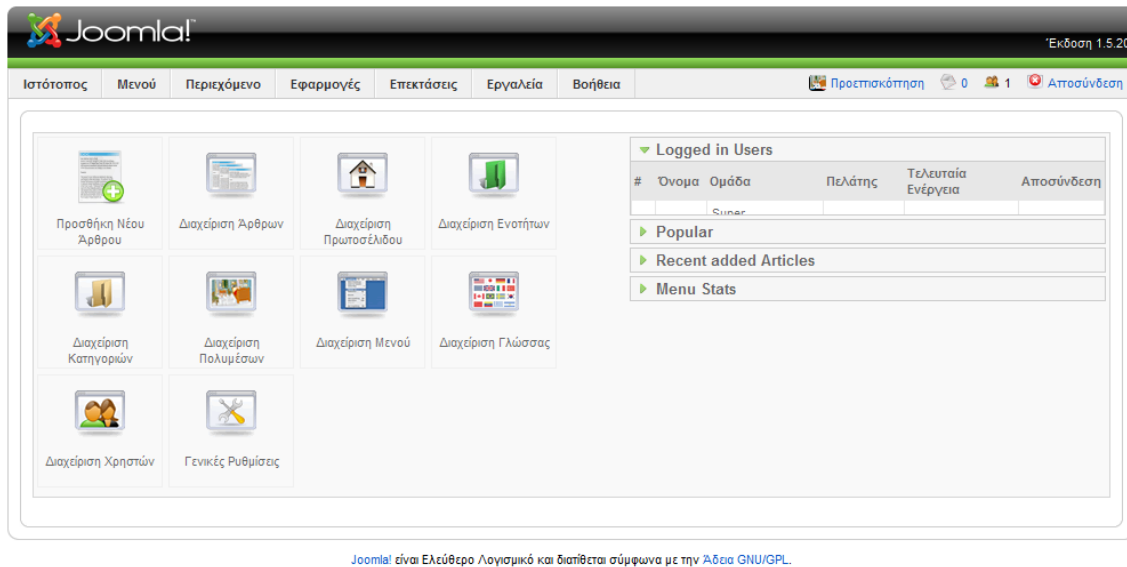 Joomla!
Έκδοση 1.5.20
Ιστότοπος Μενού Περιεχόμενο Εφαρμογές Επεκτάσεις Εργαλεία Βοήθεια Προεπισκόπηση 0 1 Αποσύνδεση
Προσθήκη Νέου
Άρθρου
Διαχείριση Άρθρων
Διαχείριση
Πρωτοσέλιδου
Διαχείριση Ενοτήτων
Διαχείριση
Κατηγοριών
Διαχείριση
Πολυμέσων
Διαχείριση Μενού
Διαχείριση Γλώσσας
Διαχείριση Χρηστών
Γενικές Ρυθμίσεις
Logged in Users
# Όνομα Ομάδα Πελάτης Τελευταία
Ενέργεια Αποσύνδεση
Super
Popular
Recent added Articles
Menu Stats
Joomla! είναι Ελεύθερο Λογισμικό και διατίθεται σύμφωνα με την Άδεια GNU/GPL.